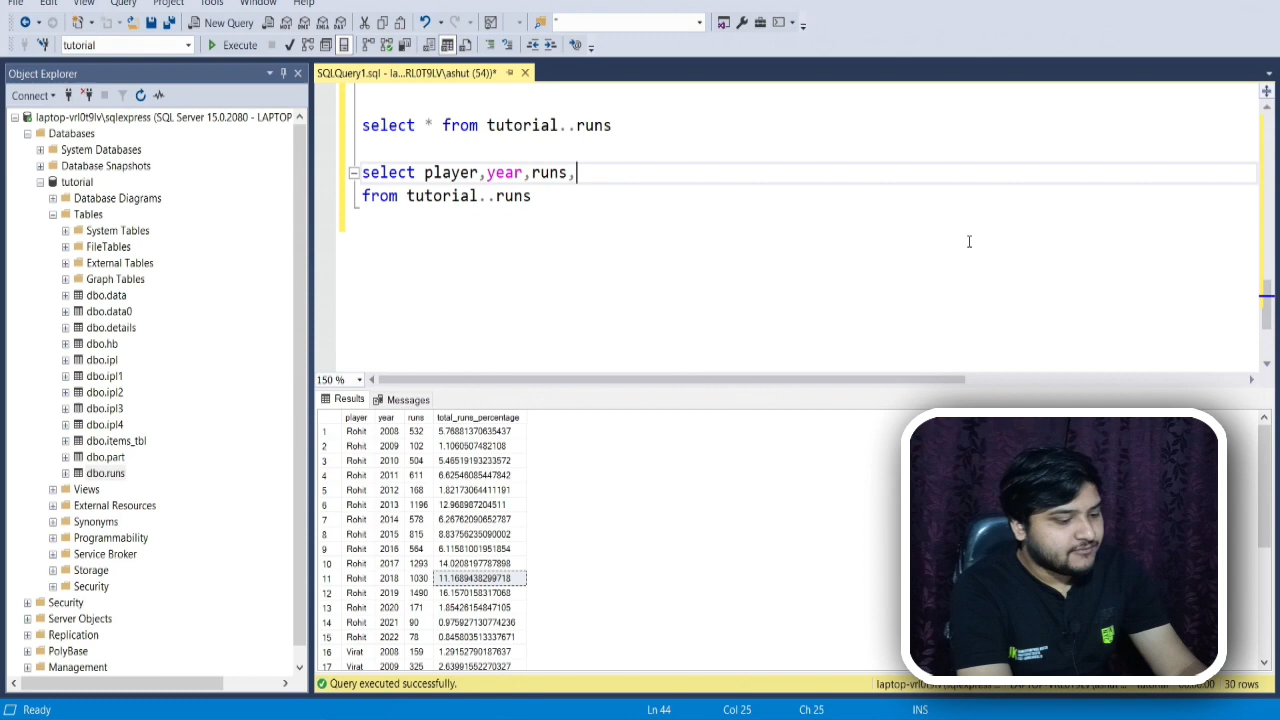 File Edit View Query Project Tools Window Help
New Query
tutorial Execute
Object Explorer
SQLQuery1.sql - la...RL0T9LV\ashut (54))*
Connect
laptop-vrl0t9lv\sqlexpress (SQL Server 15.0.2080 - LAPTOP
Databases
System Databases
Database Snapshots
tutorial
Database Diagrams
Tables
System Tables
FileTables
External Tables
Graph Tables
dbo.data
dbo.data0
dbo.details
dbo.hb
dbo.ipl
dbo.ipl1
dbo.ipl2
dbo.ipl3
dbo.ipl4
dbo.items_tbl
dbo.part
dbo.runs
Views
External Resources
Synonyms
Programmability
Service Broker
Storage
Security
Security
Server Objects
Replication
PolyBase
Management
select * from tutorial..runs
select player,year,runs,
from tutorial..runs
150 %
Results Messages
player year runs total_runs_percentage
1 Rohit 2008 532 5.76881370635437
2 Rohit 2009 102 1.1060507482108
3 Rohit 2010 504 5.46519193233572
4 Rohit 2011 611 6.62546085447842
5 Rohit 2012 168 1.82173064411191
6 Rohit 2013 1196 12.968987204511
7 Rohit 2014 578 6.26762090652787
8 Rohit 2015 815 8.83756235090002
9 Rohit 2016 564 6.11581001951854
10 Rohit 2017 1293 14.0208197787898
11 Rohit 2018 1030 11.1689438299718
12 Rohit 2019 1490 16.1570158317068
13 Rohit 2020 171 1.85426154847105
14 Rohit 2021 90 0.975927130774236
15 Rohit 2022 78 0.845803513337671
16 Virat 2008 159 1.29152790187160
17 Virat 2009 325 2.63991552270327
Query executed successfully.
laptop-vrl0t9lv\sqlexpress 30 rows
Ready Ln 44 Col 25 Ch 25 INS